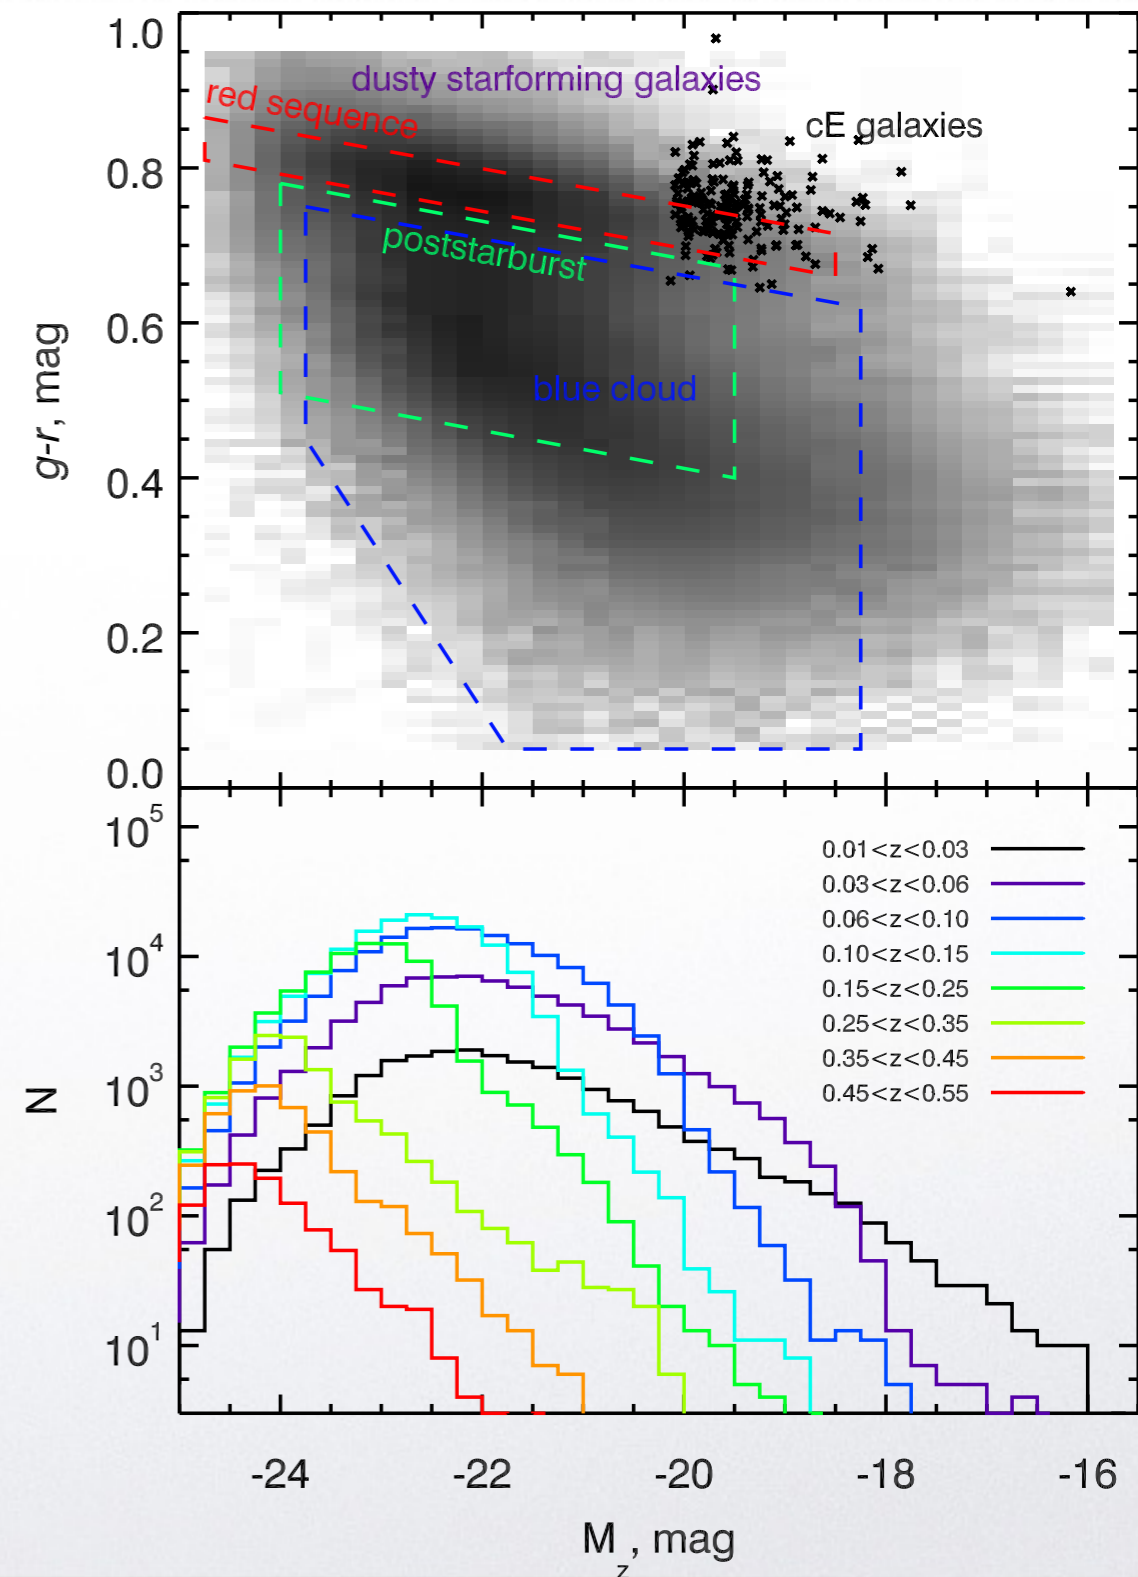 1.0
dusty starforming galaxies
red sequence
cE galaxies
0.8
poststarburst
0.6
g-r, mag
blue cloud
0.4
0.2
0.0
10^5
0.01<z<0.03
0.03<z<0.06
0.06<z<0.10
10^4
0.10<z<0.15
0.15<z<0.25
0.25<z<0.35
0.35<z<0.45
10^3
N
0.45<z<0.55
10^2
10^1
-24 -22 -20 -18 -16
M_z, mag